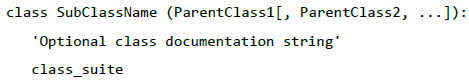 class SubClassName (ParentClass1[, ParentClass2, ...]):
   'Optional class documentation string'
   class_suite